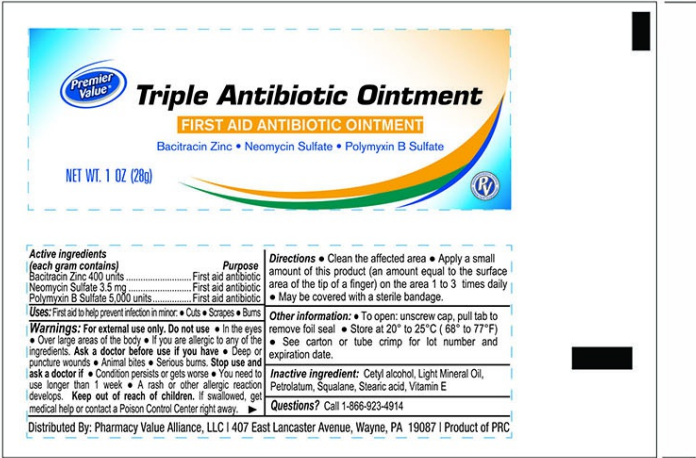 Premier
Value®
Triple Antibiotic Ointment
FIRST AID ANTIBIOTIC OINTMENT
Bacitracin Zinc • Neomycin Sulfate • Polymyxin B Sulfate
NET WT. 1 OZ (28g)
PV
Active ingredients
(each gram contains) Purpose
Bacitracin Zinc 400 units ........................ First aid antibiotic
Neomycin Sulfate 3.5 mg ........................ First aid antibiotic
Polymyxin B Sulfate 5,000 units .............. First aid antibiotic
Uses: First aid to help prevent infection in minor: • Cuts • Scrapes • Burns
Warnings: For external use only. Do not use • In the eyes
• Over large areas of the body • If you are allergic to any of the
ingredients. Ask a doctor before use if you have • Deep or
puncture wounds • Animal bites • Serious burns. Stop use and
ask a doctor if • Condition persists or gets worse • You need to
use longer than 1 week • A rash or other allergic reaction
develops. Keep out of reach of children. If swallowed, get
medical help or contact a Poison Control Center right away. ►
Directions • Clean the affected area • Apply a small
amount of this product (an amount equal to the surface
area of the tip of a finger) on the area 1 to 3 times daily
• May be covered with a sterile bandage.
Other information: • To open: unscrew cap, pull tab to
remove foil seal • Store at 20° to 25°C ( 68° to 77°F)
• See carton or tube crimp for lot number and
expiration date.
Inactive ingredient: Cetyl alcohol, Light Mineral Oil,
Petrolatum, Squalane, Stearic acid, Vitamin E
Questions? Call 1-866-923-4914
Distributed By: Pharmacy Value Alliance, LLC I 407 East Lancaster Avenue, Wayne, PA 19087 I Product of PRC